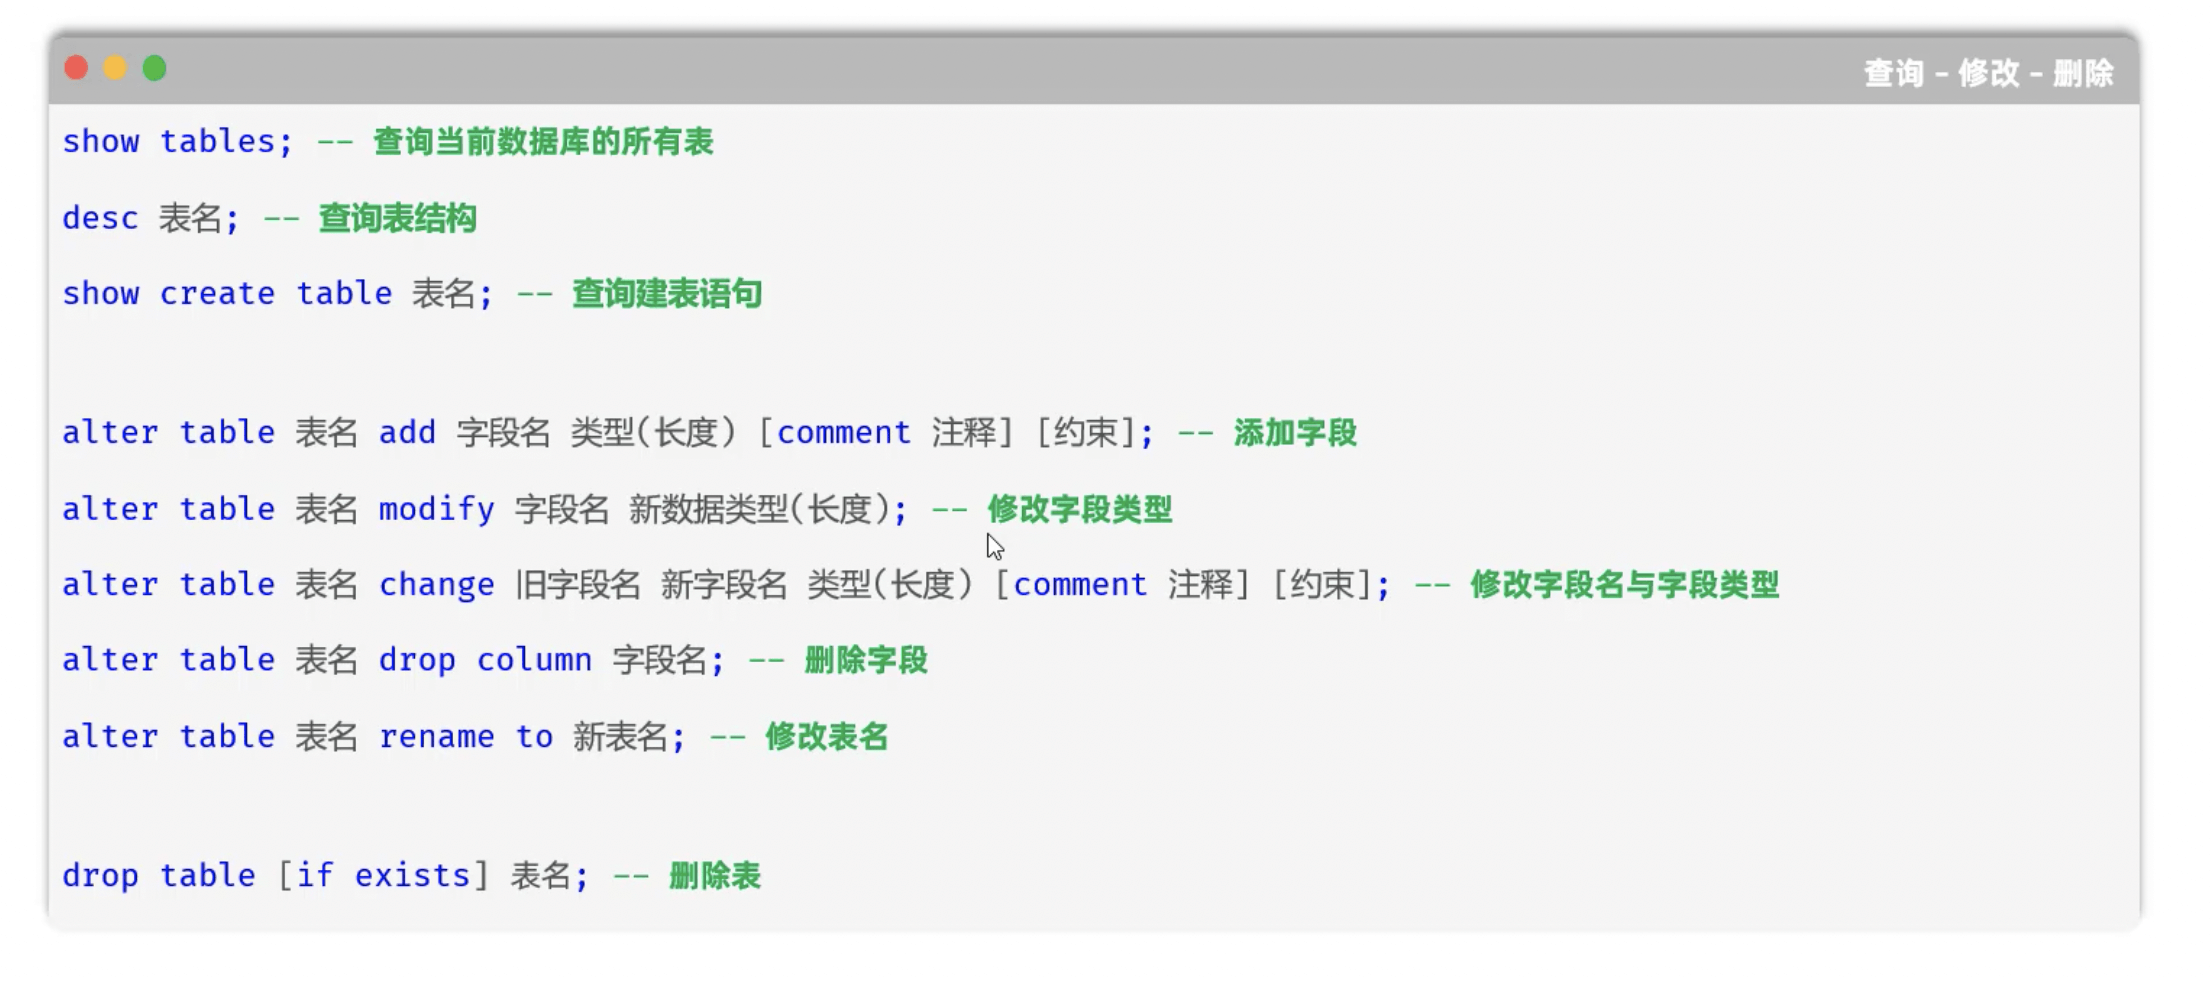 查询 - 修改 - 删除
show tables; -- 查询当前数据库的所有表
desc 表名; -- 查询表结构
show create table 表名; -- 查询建表语句
alter table 表名 add 字段名 类型(长度) [comment 注释] [约束]; -- 添加字段
alter table 表名 modify 字段名 新数据类型(长度); -- 修改字段类型
alter table 表名 change 旧字段名 新字段名 类型(长度) [comment 注释] [约束]; -- 修改字段名与字段类型
alter table 表名 drop column 字段名; -- 删除字段
alter table 表名 rename to 新表名; -- 修改表名
drop table [if exists] 表名; -- 删除表